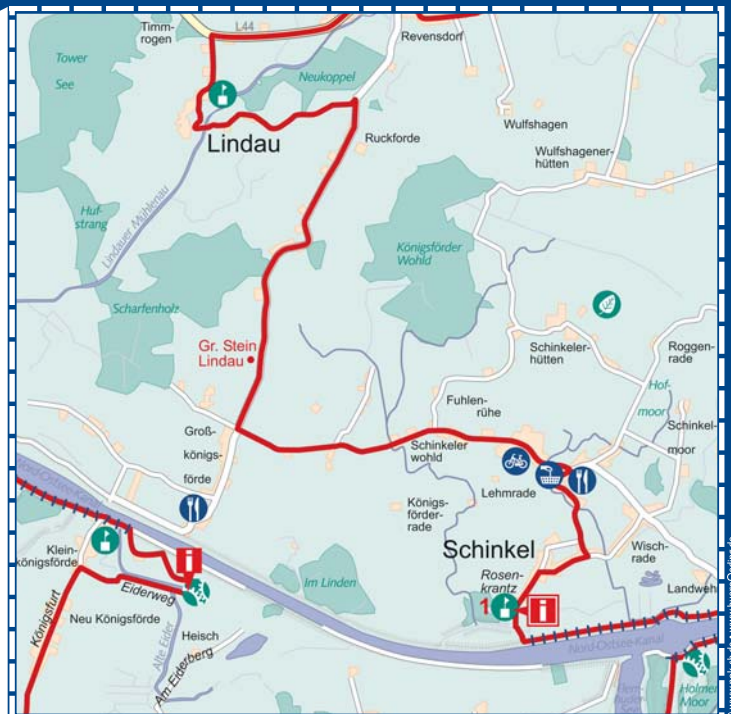 Timm-
rogen
L44
Revensdorf
Tower
See
Neukoppel
Wulfshagen
Lindau
Ruckforde
Wulfshagener-
hütten
Lindauer Mühlenau
Huf-
strang
Königsförder
Wohld
Scharfenholz
Gr. Stein
Lindau
Schinkeler-
hütten
Roggen-
rade
Hof-
moor
Fuhlen-
rühe
Groß-
königs-
förde
Schinkeler
wohld
Schinkel-
moor
Nord-Ostsee-Kanal
Lehmrade
Königs-
förder-
rade
Schinkel
Wisch-
rade
Klein-
königsförde
i
Im Linden
Rosen-
krantz
1
i
Landwehr
Eiderweg
Königsfurt
Neu Königsförde
Alte Eider
Heisch
Am Eiderberg
Nord-Ostsee-Kanal
Holmer
Moor